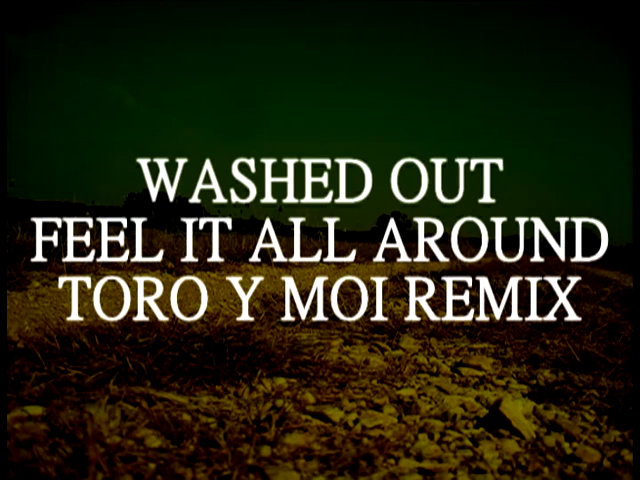 WASHED OUT
FEEL IT ALL AROUND
TORO Y MOI REMIX